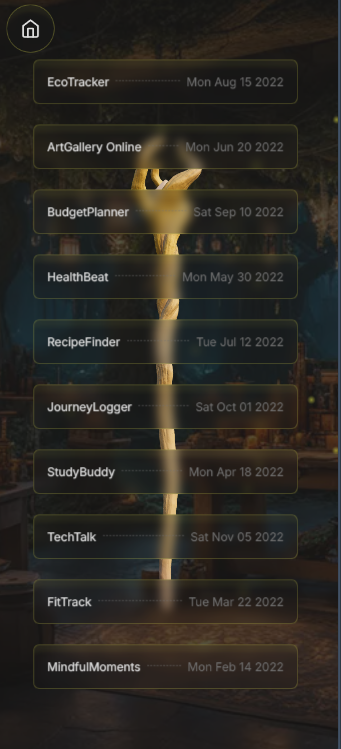 EcoTracker Mon Aug 15 2022
ArtGallery Online Mon Jun 20 2022
BudgetPlanner Sat Sep 10 2022
HealthBeat Mon May 30 2022
RecipeFinder Tue Jul 12 2022
JourneyLogger Sat Oct 01 2022
StudyBuddy Mon Apr 18 2022
TechTalk Sat Nov 05 2022
FitTrack Tue Mar 22 2022
MindfulMoments Mon Feb 14 2022